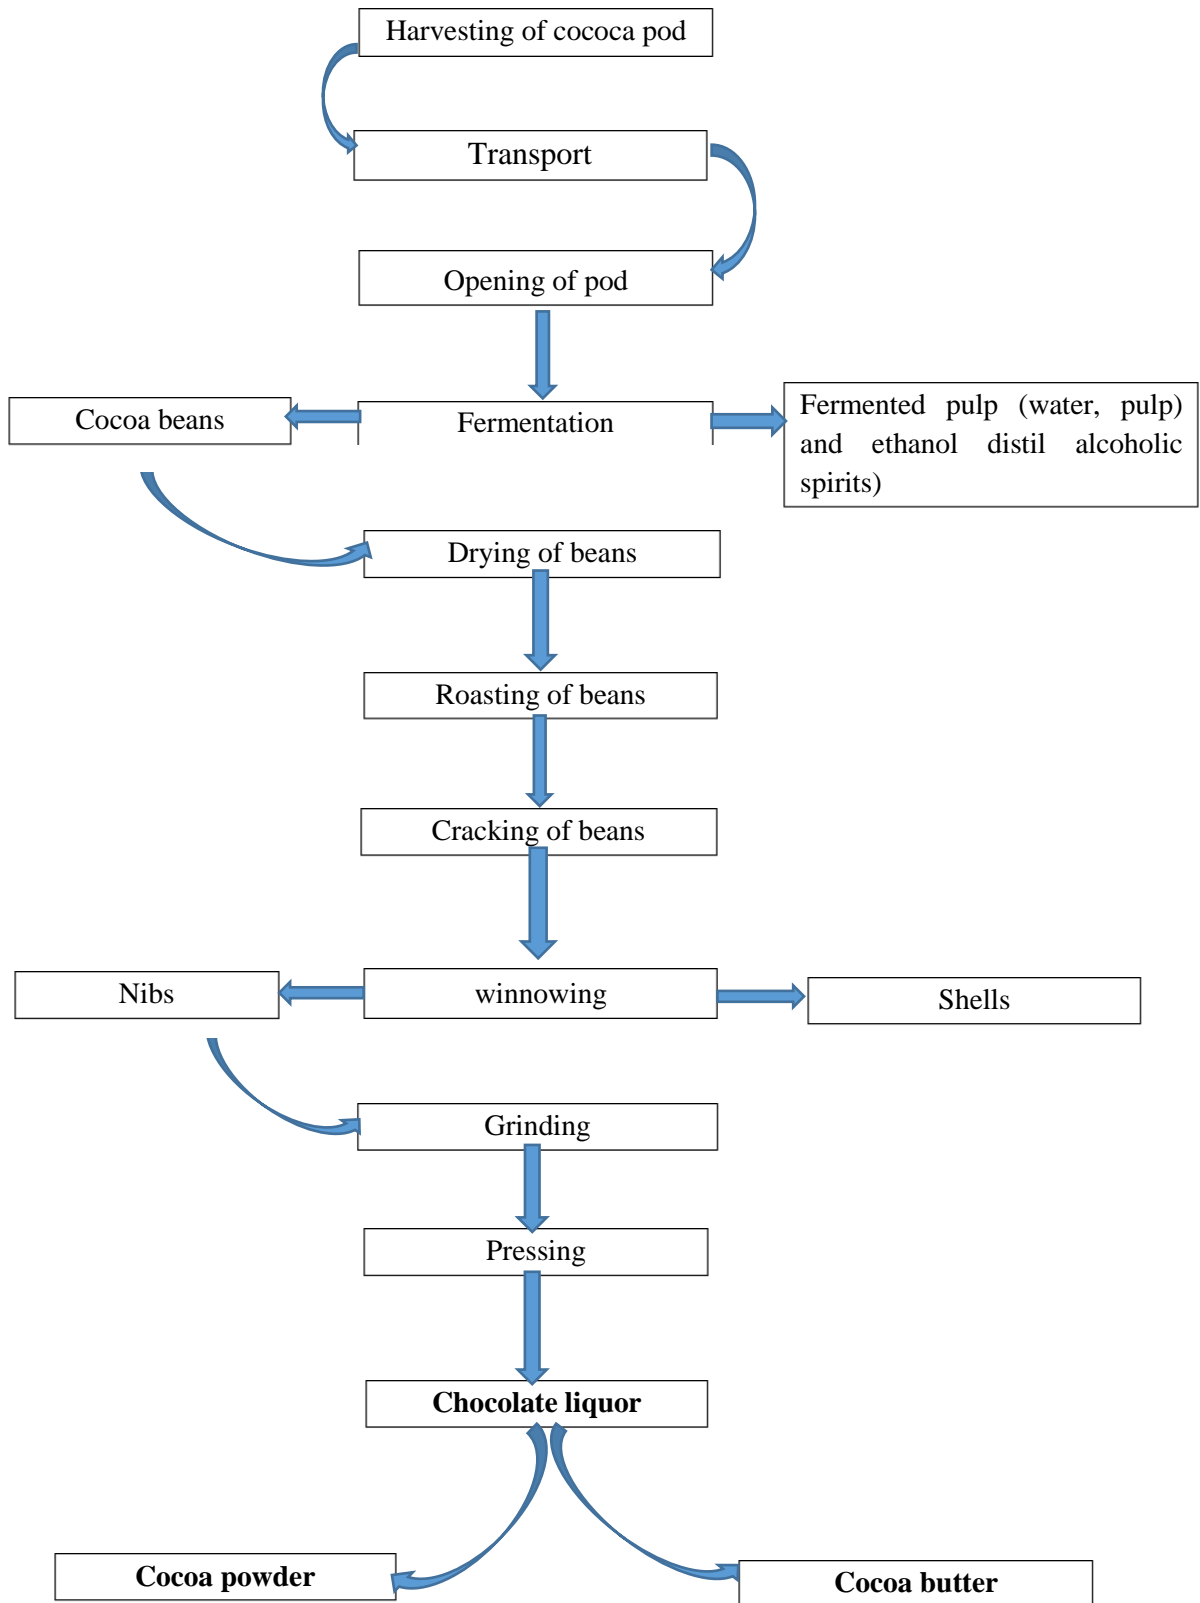 Harvesting of cococa pod
Transport
Opening of pod
Cocoa beans
Fermentation
Fermented pulp (water, pulp)
and ethanol distil alcoholic
spirits)
Drying of beans
Roasting of beans
Cracking of beans
Nibs
winnowing
Shells
Grinding
Pressing
Chocolate liquor
Cocoa powder
Cocoa butter